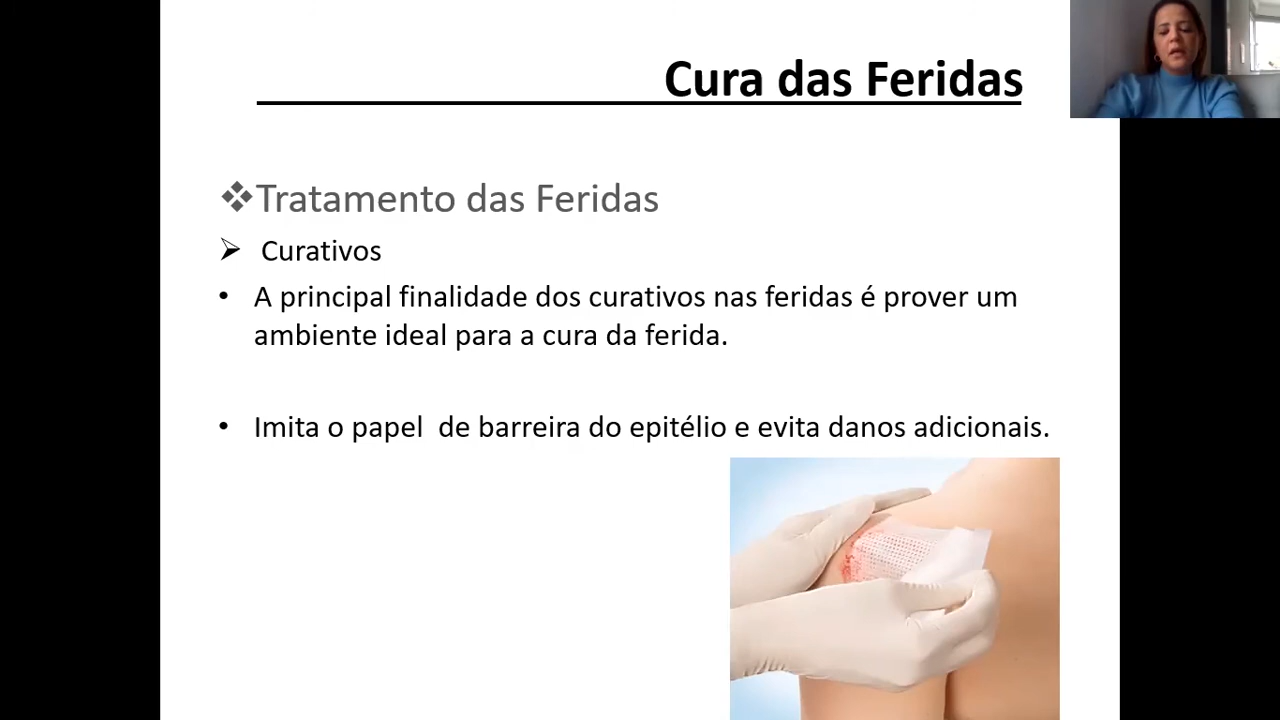 Cura das Feridas
❖Tratamento das Feridas
➢ Curativos
• A principal finalidade dos curativos nas feridas é prover um
ambiente ideal para a cura da ferida.
• Imita o papel  de barreira do epitélio e evita danos adicionais.